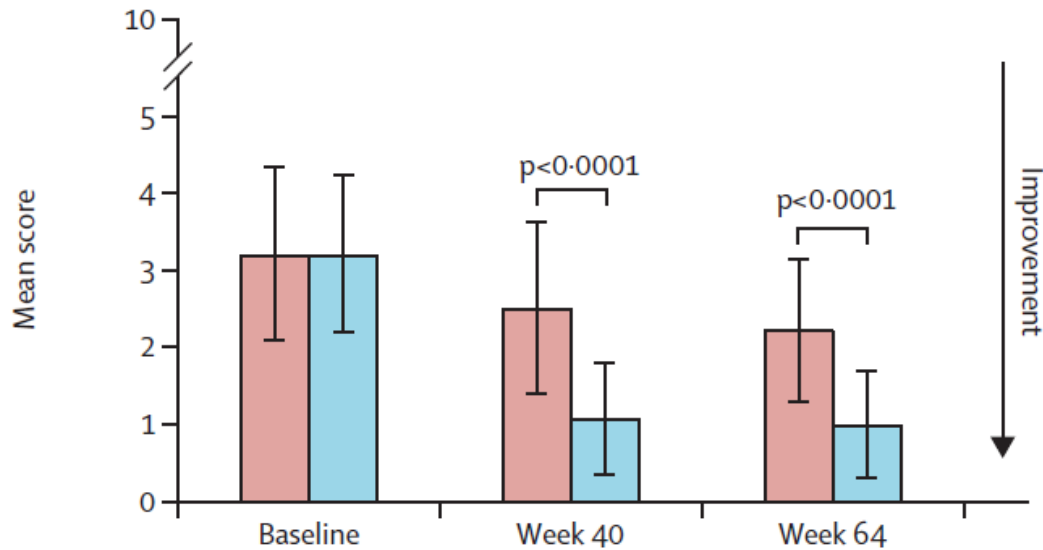 10
5
4
3
2
1
0
Mean score
p<0·0001
p<0·0001
Improvement
Baseline
Week 40
Week 64